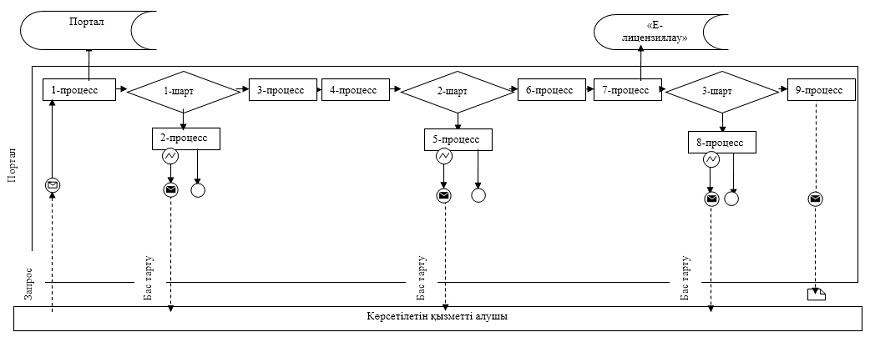 Портал
«Е-
лицензиялау»
1-процесс
1-шарт
3-процесс
4-процесс
2-шарт
6-процесс
7-процесс
3-шарт
9-процесс
2-процесс
5-процесс
8-процесс
Портал
Запрос
Бас тарту
Бас тарту
Бас тарту
Көрсетілетін қызметті алушы